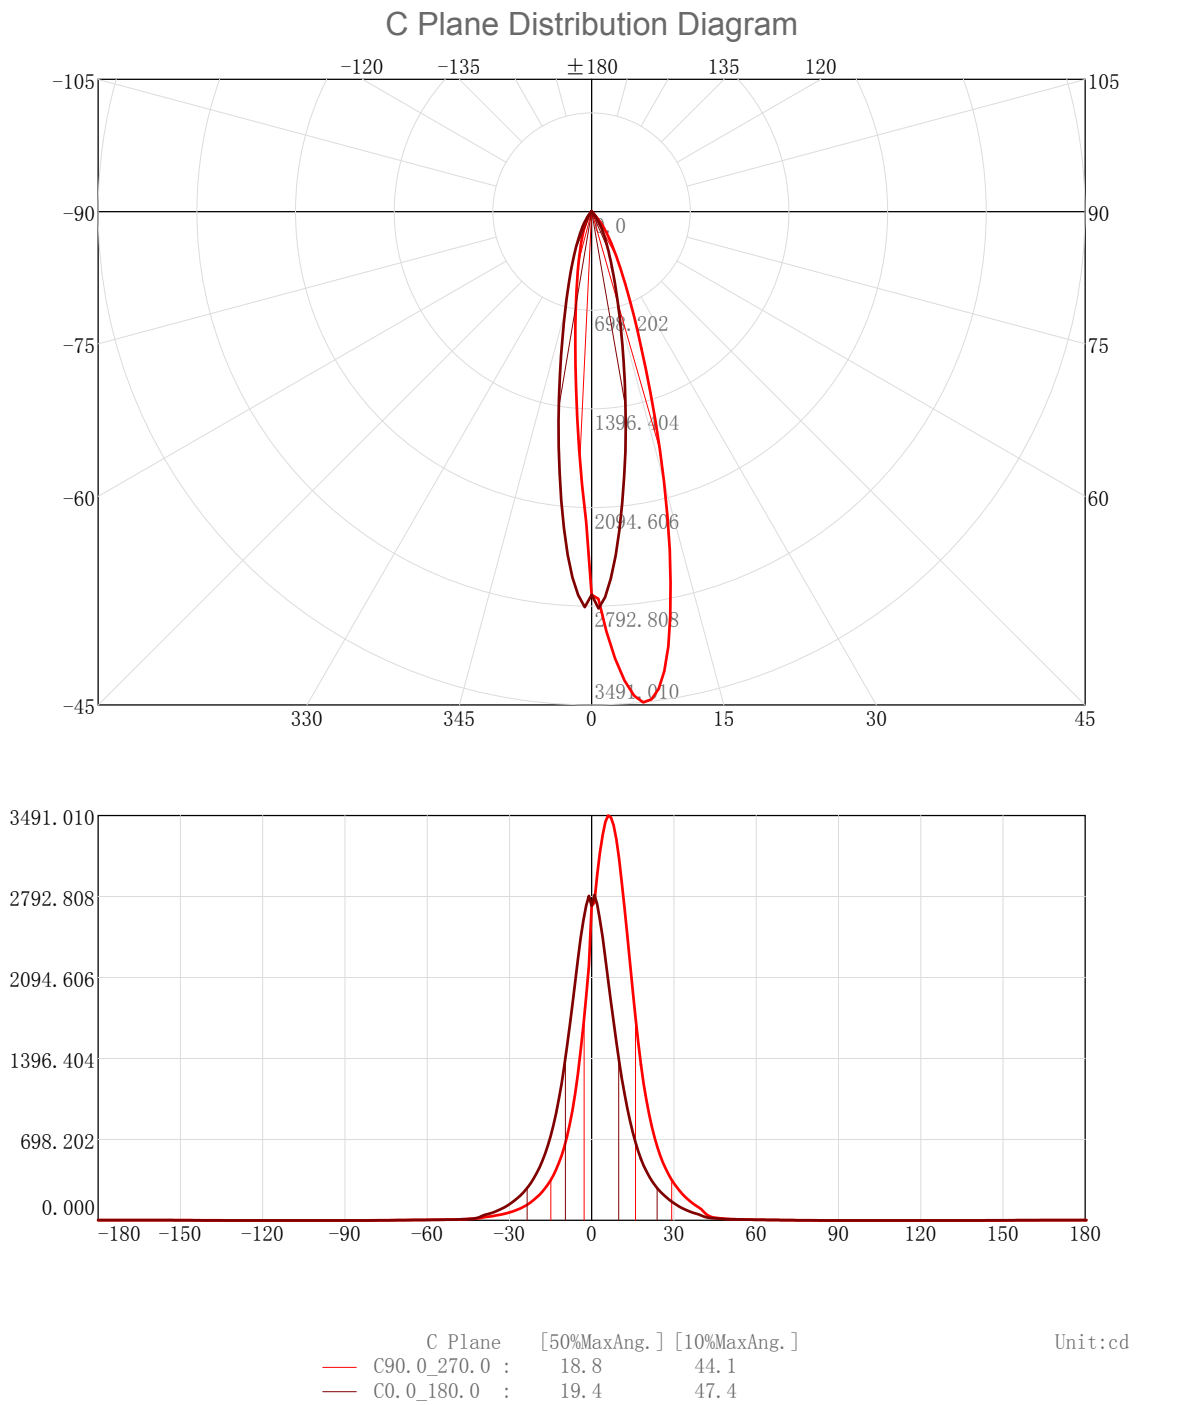 C Plane Distribution Diagram
-120 -135 ±180 135 120
-105 105
-90 90
0.0
698.202
-75 75
1396.404
-60 60
2094.606
2792.808
3491.010
-45
330 345 0 15 30 45
3491.010
2792.808
2094.606
1396.404
698.202
0.000
-180 -150 -120 -90 -60 -30 0 30 60 90 120 150 180
C Plane [50%MaxAng.] [10%MaxAng.] Unit:cd
C90.0_270.0 : 18.8 44.1
C0.0_180.0 : 19.4 47.4